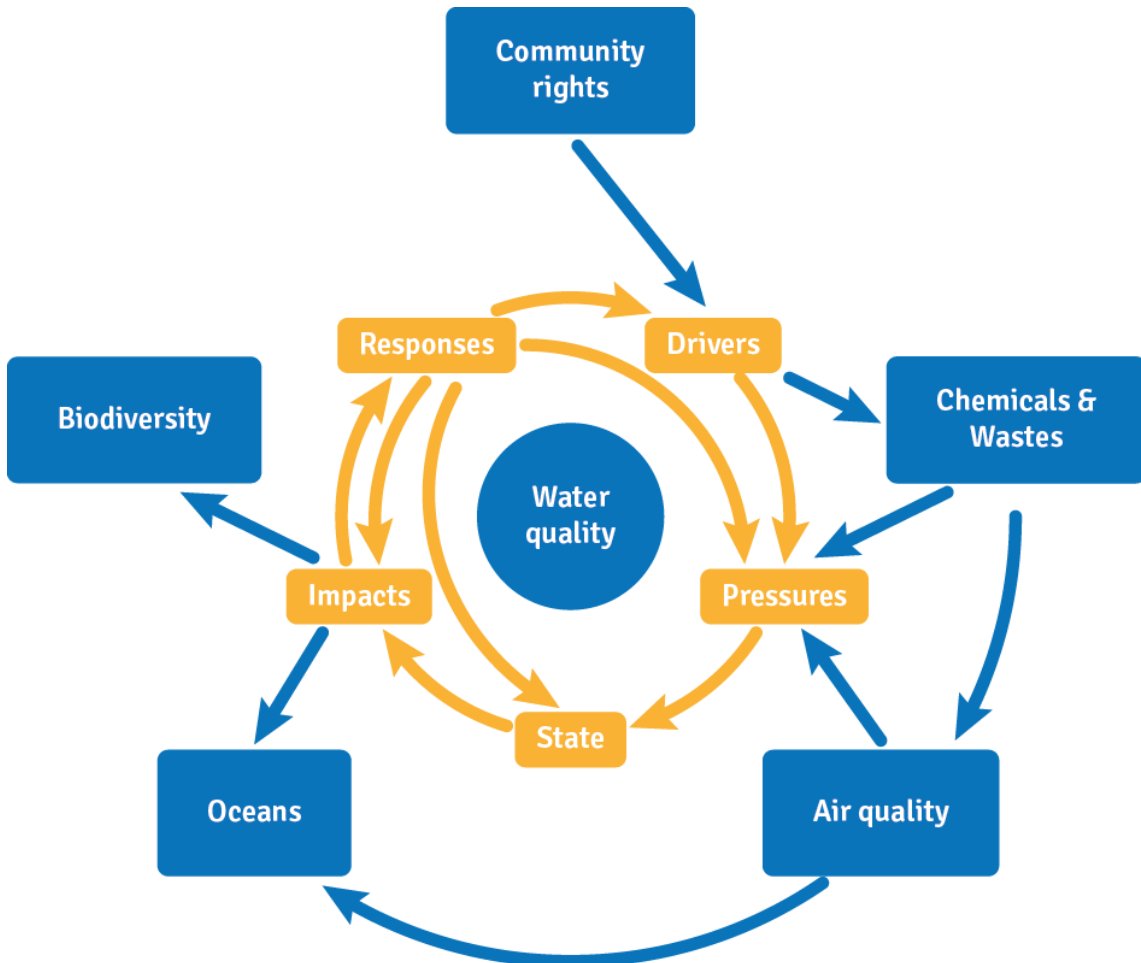 Community
rights
Responses
Drivers
Biodiversity
Chemicals &
Wastes
Water
quality
Impacts
Pressures
State
Oceans
Air quality